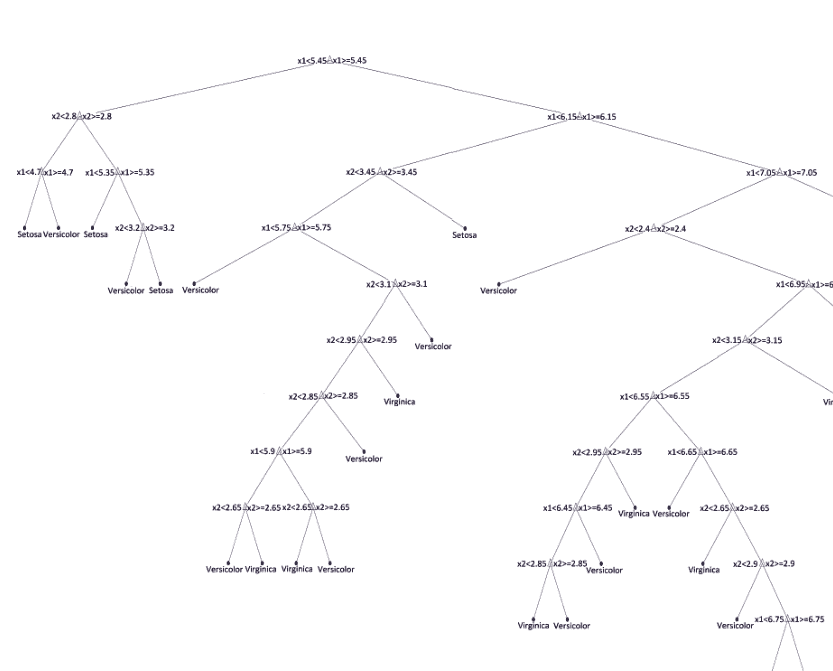 x1<5.45 x1>=5.45
x2<2.8 x2>=2.8 x1<6.15 x1>=6.15
x1<4.7 x1>=4.7 x1<5.35 x1>=5.35 x2<3.45 x2>=3.45 x1<7.05 x1>=7.05
Setosa Versicolor Setosa x2<3.2 x2>=3.2 x1<5.75 x1>=5.75 Setosa x2<2.4 x2>=2.4
Versicolor Setosa Versicolor x2<3.1 x2>=3.1 Versicolor x1<6.95 x1>=6
x2<2.95 x2>=2.95 Versicolor x2<3.15 x2>=3.15
x2<2.85 x2>=2.85 Virginica x1<6.55 x1>=6.55 Vir
x1<5.9 x1>=5.9 Versicolor x2<2.95 x2>=2.95 x1<6.65 x1>=6.65
x2<2.65 x2>=2.65 x2<2.65 x2>=2.65 x1<6.45 x1>=6.45 Virginica Versicolor x2<2.65 x2>=2.65
Versicolor Virginica Virginica Versicolor x2<2.85 x2>=2.85 Versicolor Virginica x2<2.9 x2>=2.9
Virginica Versicolor Versicolor x1<6.75 x1>=6.75